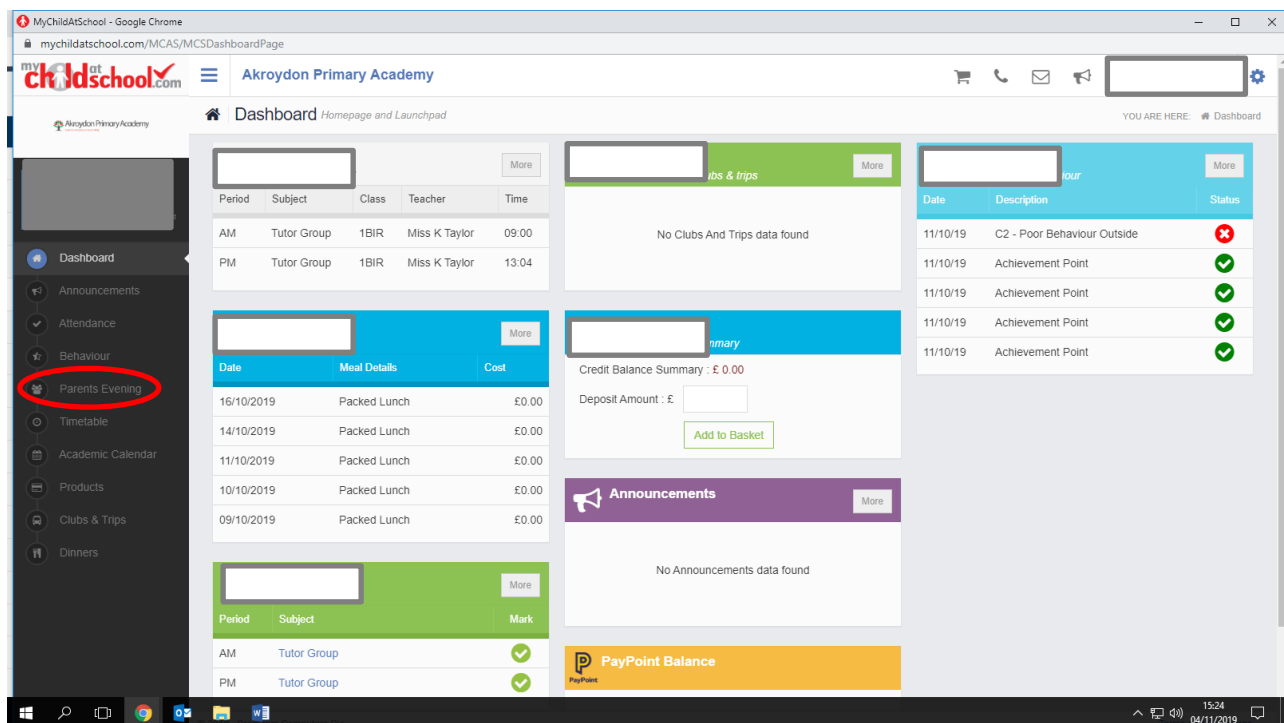 MyChildAtSchool - Google Chrome
mychildatschool.com/MCAS/MCSDashboardPage
my child at school.com
Akroydon Primary Academy
Akroydon Primary Academy
Dashboard Homepage and Launchpad
YOU ARE HERE: Dashboard
Dashboard
Announcements
Attendance
Behaviour
Parents Evening
Timetable
Academic Calendar
Products
Clubs & Trips
Dinners
More
Period Subject Class Teacher Time
AM Tutor Group 1BIR Miss K Taylor 09:00
PM Tutor Group 1BIR Miss K Taylor 13:04
More
Date Meal Details Cost
16/10/2019 Packed Lunch £0.00
14/10/2019 Packed Lunch £0.00
11/10/2019 Packed Lunch £0.00
10/10/2019 Packed Lunch £0.00
09/10/2019 Packed Lunch £0.00
More
Period Subject Mark
AM Tutor Group
PM Tutor Group
& trips
More
No Clubs And Trips data found
Credit Balance Summary : £ 0.00
Deposit Amount : £
Add to Basket
Announcements
More
No Announcements data found
PayPoint
PayPoint Balance
More
Date Description Status
11/10/19 C2 - Poor Behaviour Outside
11/10/19 Achievement Point
11/10/19 Achievement Point
11/10/19 Achievement Point
11/10/19 Achievement Point
15:24
04/11/2019